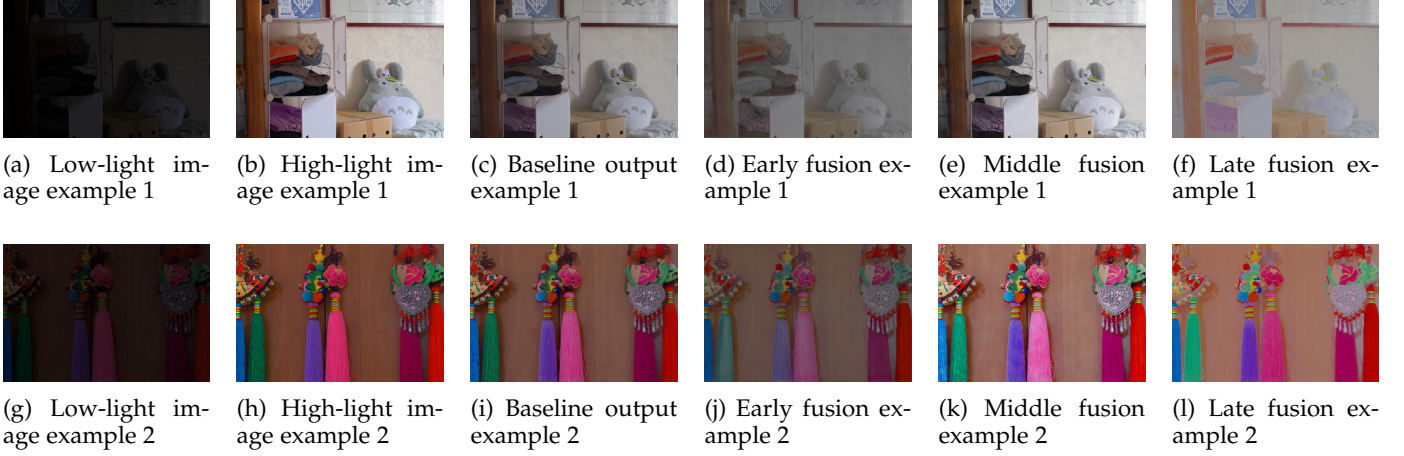 (a) Low-light im-
age example 1
(b) High-light im-
age example 1
(c) Baseline output
example 1
(d) Early fusion ex-
ample 1
(e) Middle fusion
example 1
(f) Late fusion ex-
ample 1
(g) Low-light im-
age example 2
(h) High-light im-
age example 2
(i) Baseline output
example 2
(j) Early fusion ex-
ample 2
(k) Middle fusion
example 2
(l) Late fusion ex-
ample 2